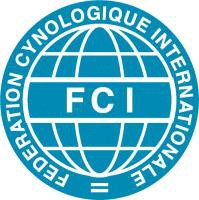 FEDERATION CYNOLOGIQUE INTERNATIONALE
FCI